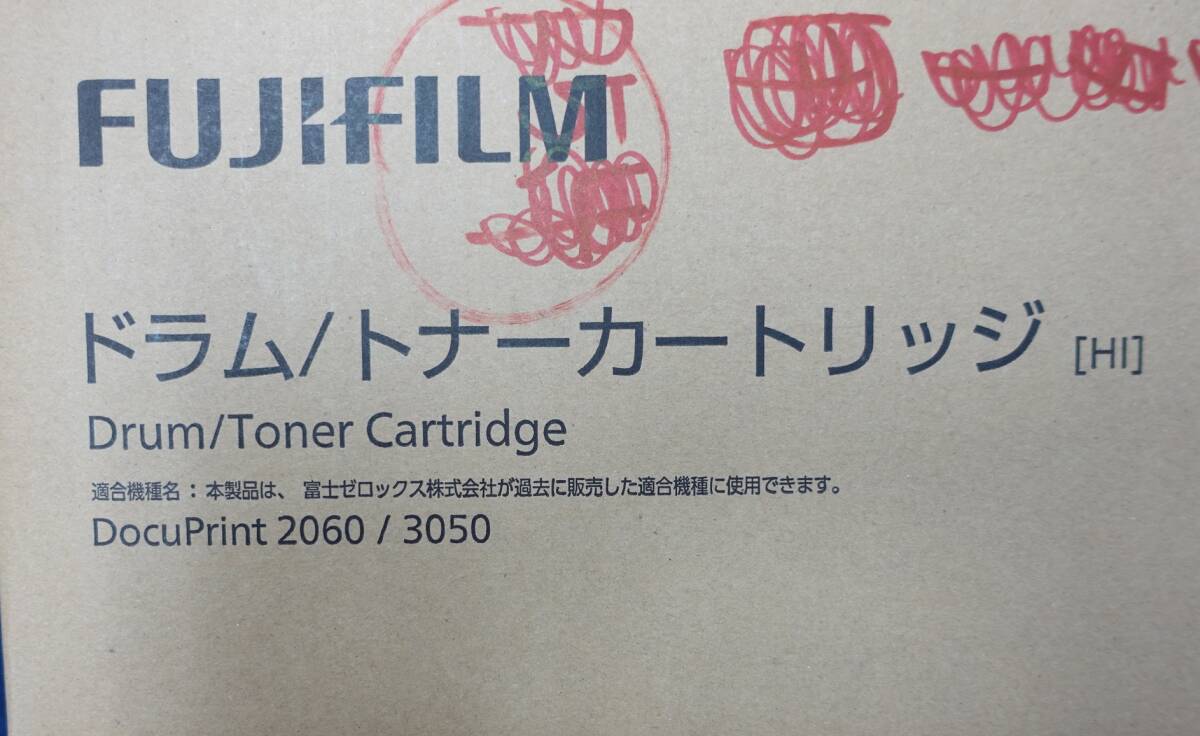 FUJIFILM
ドラム/トナーカートリッジ [HI]
Drum/Toner Cartridge
適合機種名：本製品は、富士ゼロックス株式会社が過去に販売した適合機種に使用できます。
DocuPrint 2060 / 3050